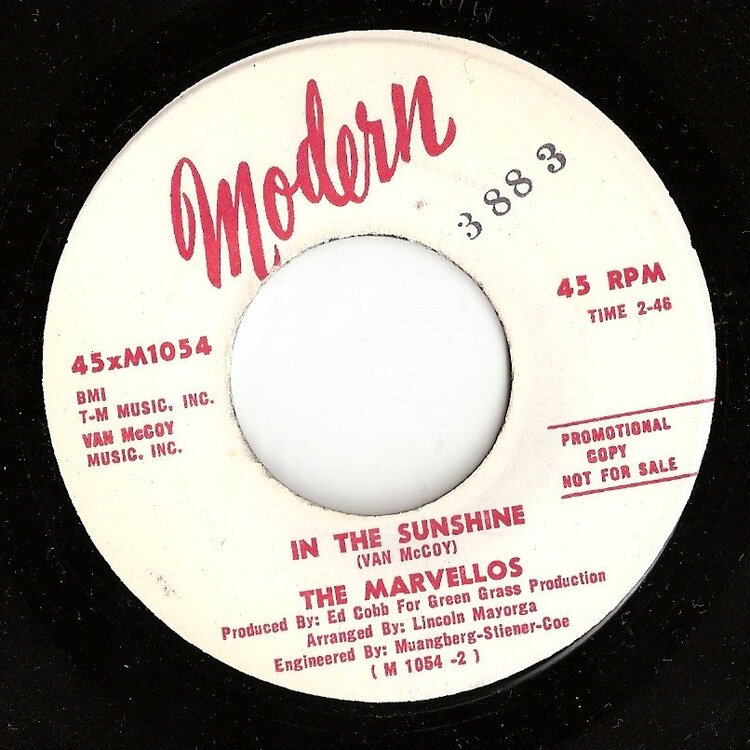 Modern
3883
45 RPM
TIME 2-46
45xM1054
BMI
T-M MUSIC, INC.
VAN McCOY
MUSIC, INC.
PROMOTIONAL
COPY
NOT FOR SALE
IN THE SUNSHINE
(VAN McCOY)
THE MARVELLOS
Produced By: Ed Cobb For Green Grass Production
Arranged By: Lincoln Mayorga
Engineered By: Muangberg-Stiener-Coe
( M 1054 -2 )